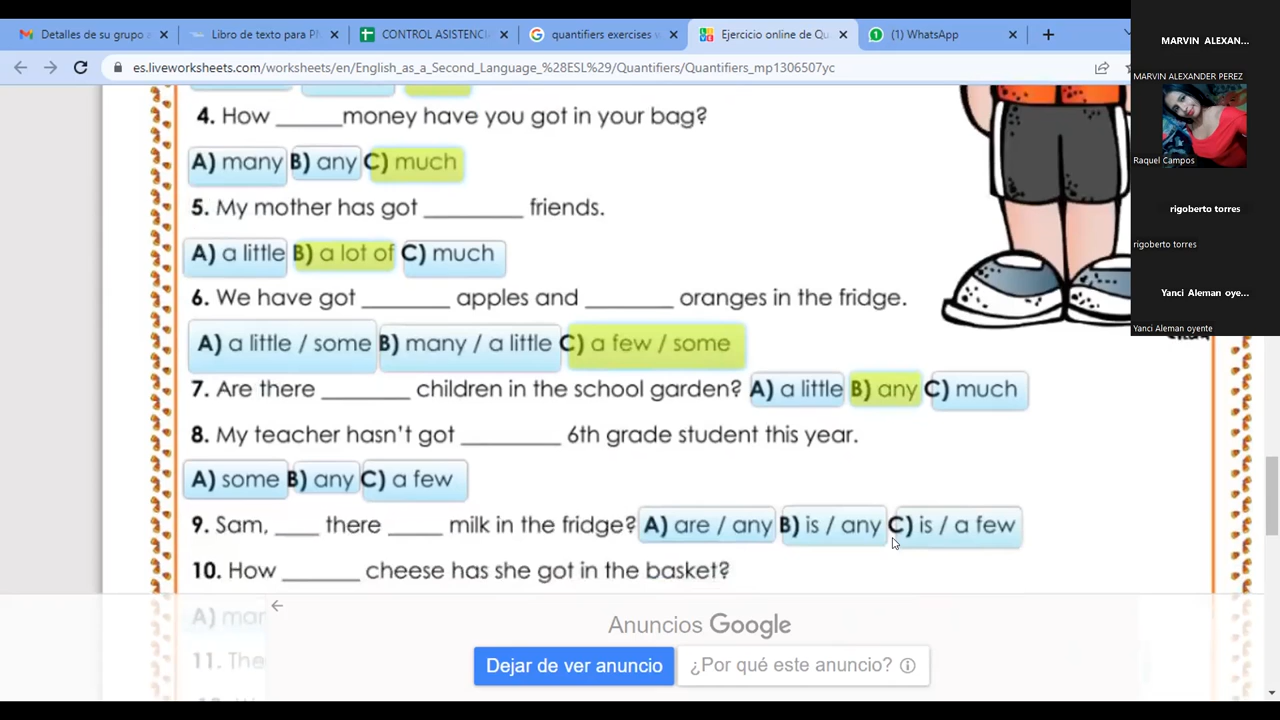 Detalles de su grupo a
Libro de texto para PM
CONTROL ASISTENCI
quantifiers exercises w
Ejercicio online de Qu
(1) WhatsApp
es.liveworksheets.com/worksheets/en/English_as_a_Second_Language_%28ESL%29/Quantifiers/Quantifiers_mp1306507yc
MARVIN ALEXAN...
MARVIN ALEXANDER PEREZ
Raquel Campos
rigoberto torres
rigoberto torres
Yanci Aleman oye...
Yanci Aleman oyente
4. How ______money have you got in your bag?
A) many B) any C) much
5. My mother has got _________ friends.
A) a little B) a lot of C) much
6. We have got ________ apples and ________ oranges in the fridge.
A) a little / some B) many / a little C) a few / some
7. Are there ________ children in the school garden? A) a little B) any C) much
8. My teacher hasn't got _________ 6th grade student this year.
A) some B) any C) a few
9. Sam, ____ there _____ milk in the fridge? A) are / any B) is / any C) is / a few
10. How _______ cheese has she got in the basket?
A) mar
11. The
Anuncios Google
Dejar de ver anuncio
¿Por qué este anuncio?